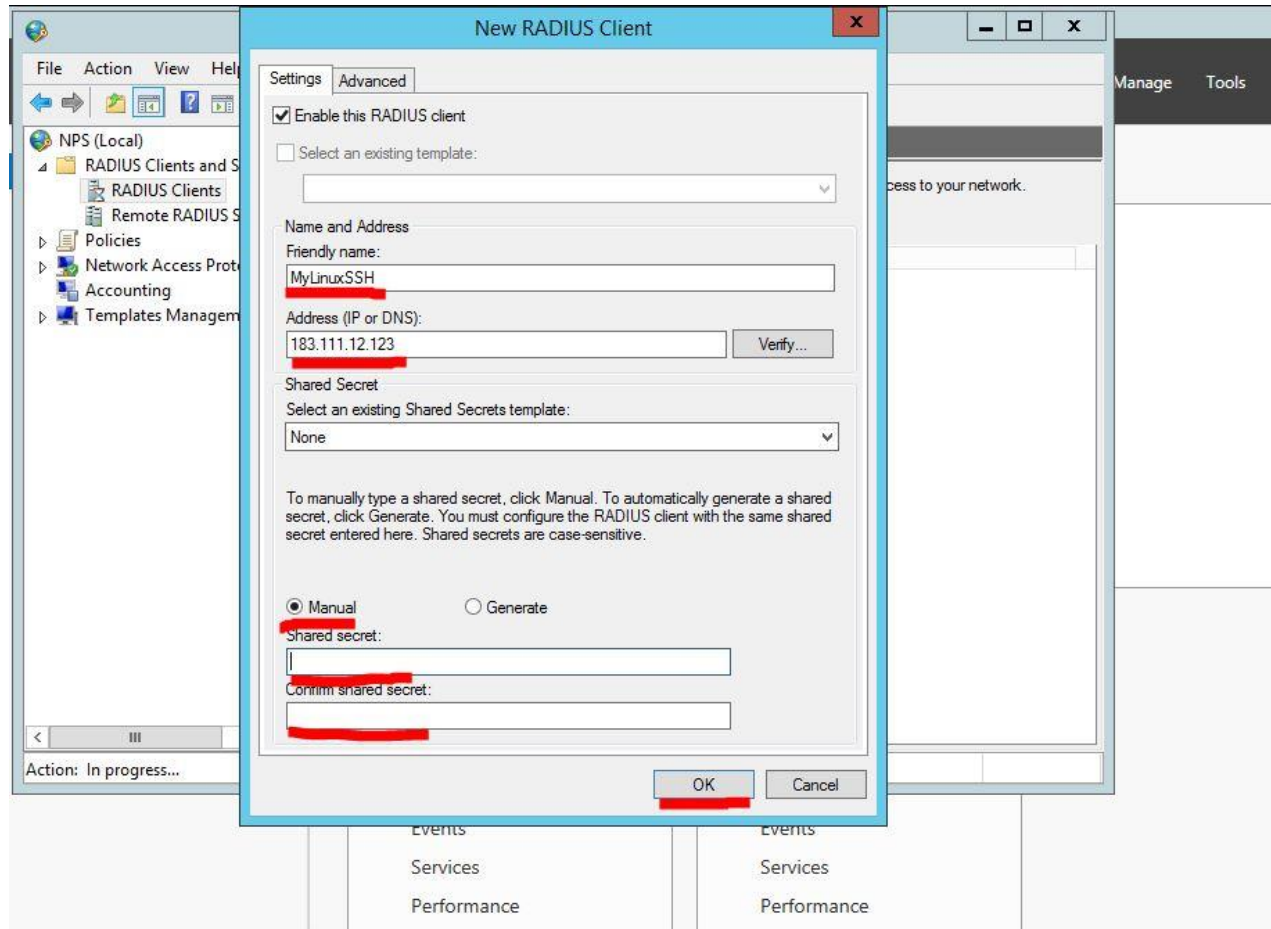 New RADIUS Client
x
x
File Action View Help
Manage Tools
Settings Advanced
Enable this RADIUS client
Select an existing template:
NPS (Local)
RADIUS Clients and S
RADIUS Clients
Remote RADIUS S
Policies
Network Access Prote
Accounting
Templates Managem
cess to your network.
Name and Address
Friendly name:
MyLinuxSSH
Address (IP or DNS):
183.111.12.123
Verify...
Shared Secret
Select an existing Shared Secrets template:
None
To manually type a shared secret, click Manual. To automatically generate a shared
secret, click Generate. You must configure the RADIUS client with the same shared
secret entered here. Shared secrets are case-sensitive.
Manual Generate
Shared secret:
Confirm shared secret:
Action: In progress...
OK Cancel
Events Events
Services Services
Performance Performance